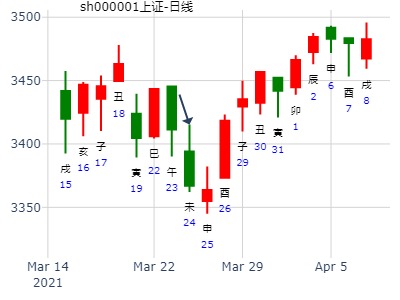 sh000001上证-日线
3500
3450
3400
3350
戌
15
亥
16
子
17
丑
18
寅
19
巳
22
午
23
未
24
申
25
酉
26
子
29
丑
30
寅
31
卯
1
辰
2
申
6
酉
7
戌
8
Mar 14
2021
Mar 22
Mar 29
Apr 5